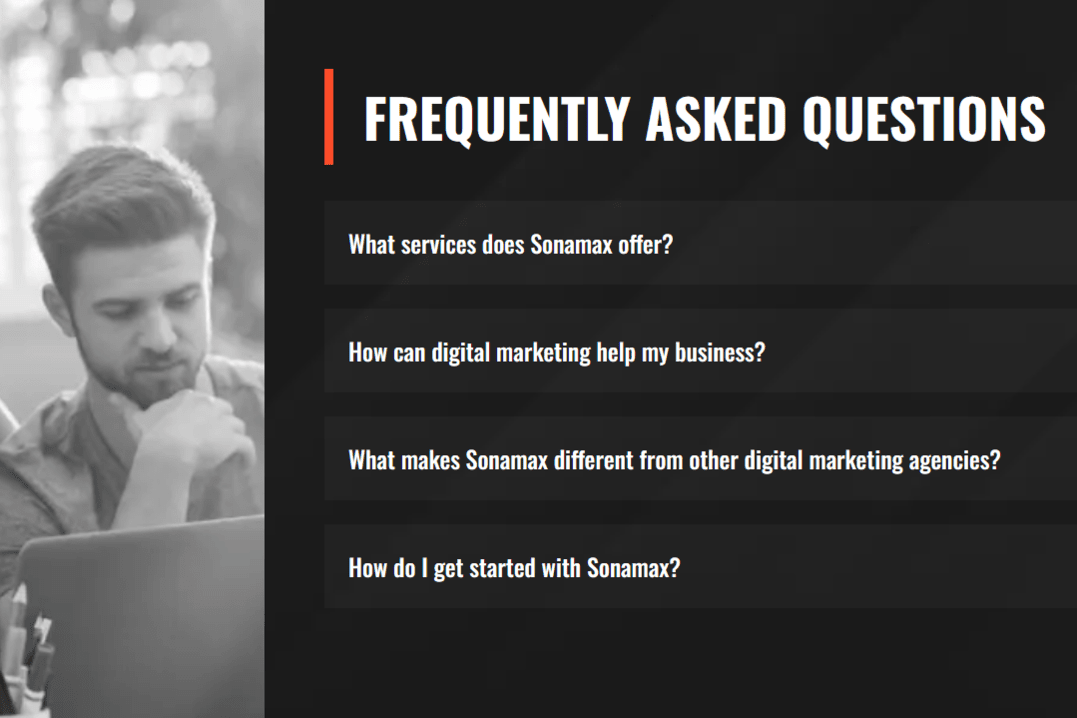 FREQUENTLY ASKED QUESTIONS
What services does Sonamax offer?
How can digital marketing help my business?
What makes Sonamax different from other digital marketing agencies?
How do I get started with Sonamax?